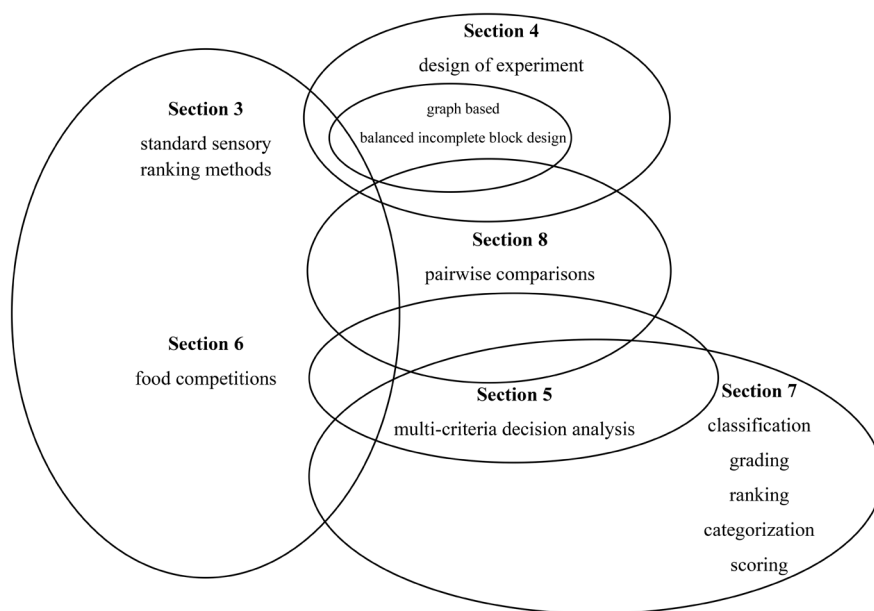 Section 4
design of experiment
graph based
balanced incomplete block design
Section 3
standard sensory
ranking methods
Section 8
pairwise comparisons
Section 6
food competitions
Section 5
multi-criteria decision analysis
Section 7
classification
grading
ranking
categorization
scoring